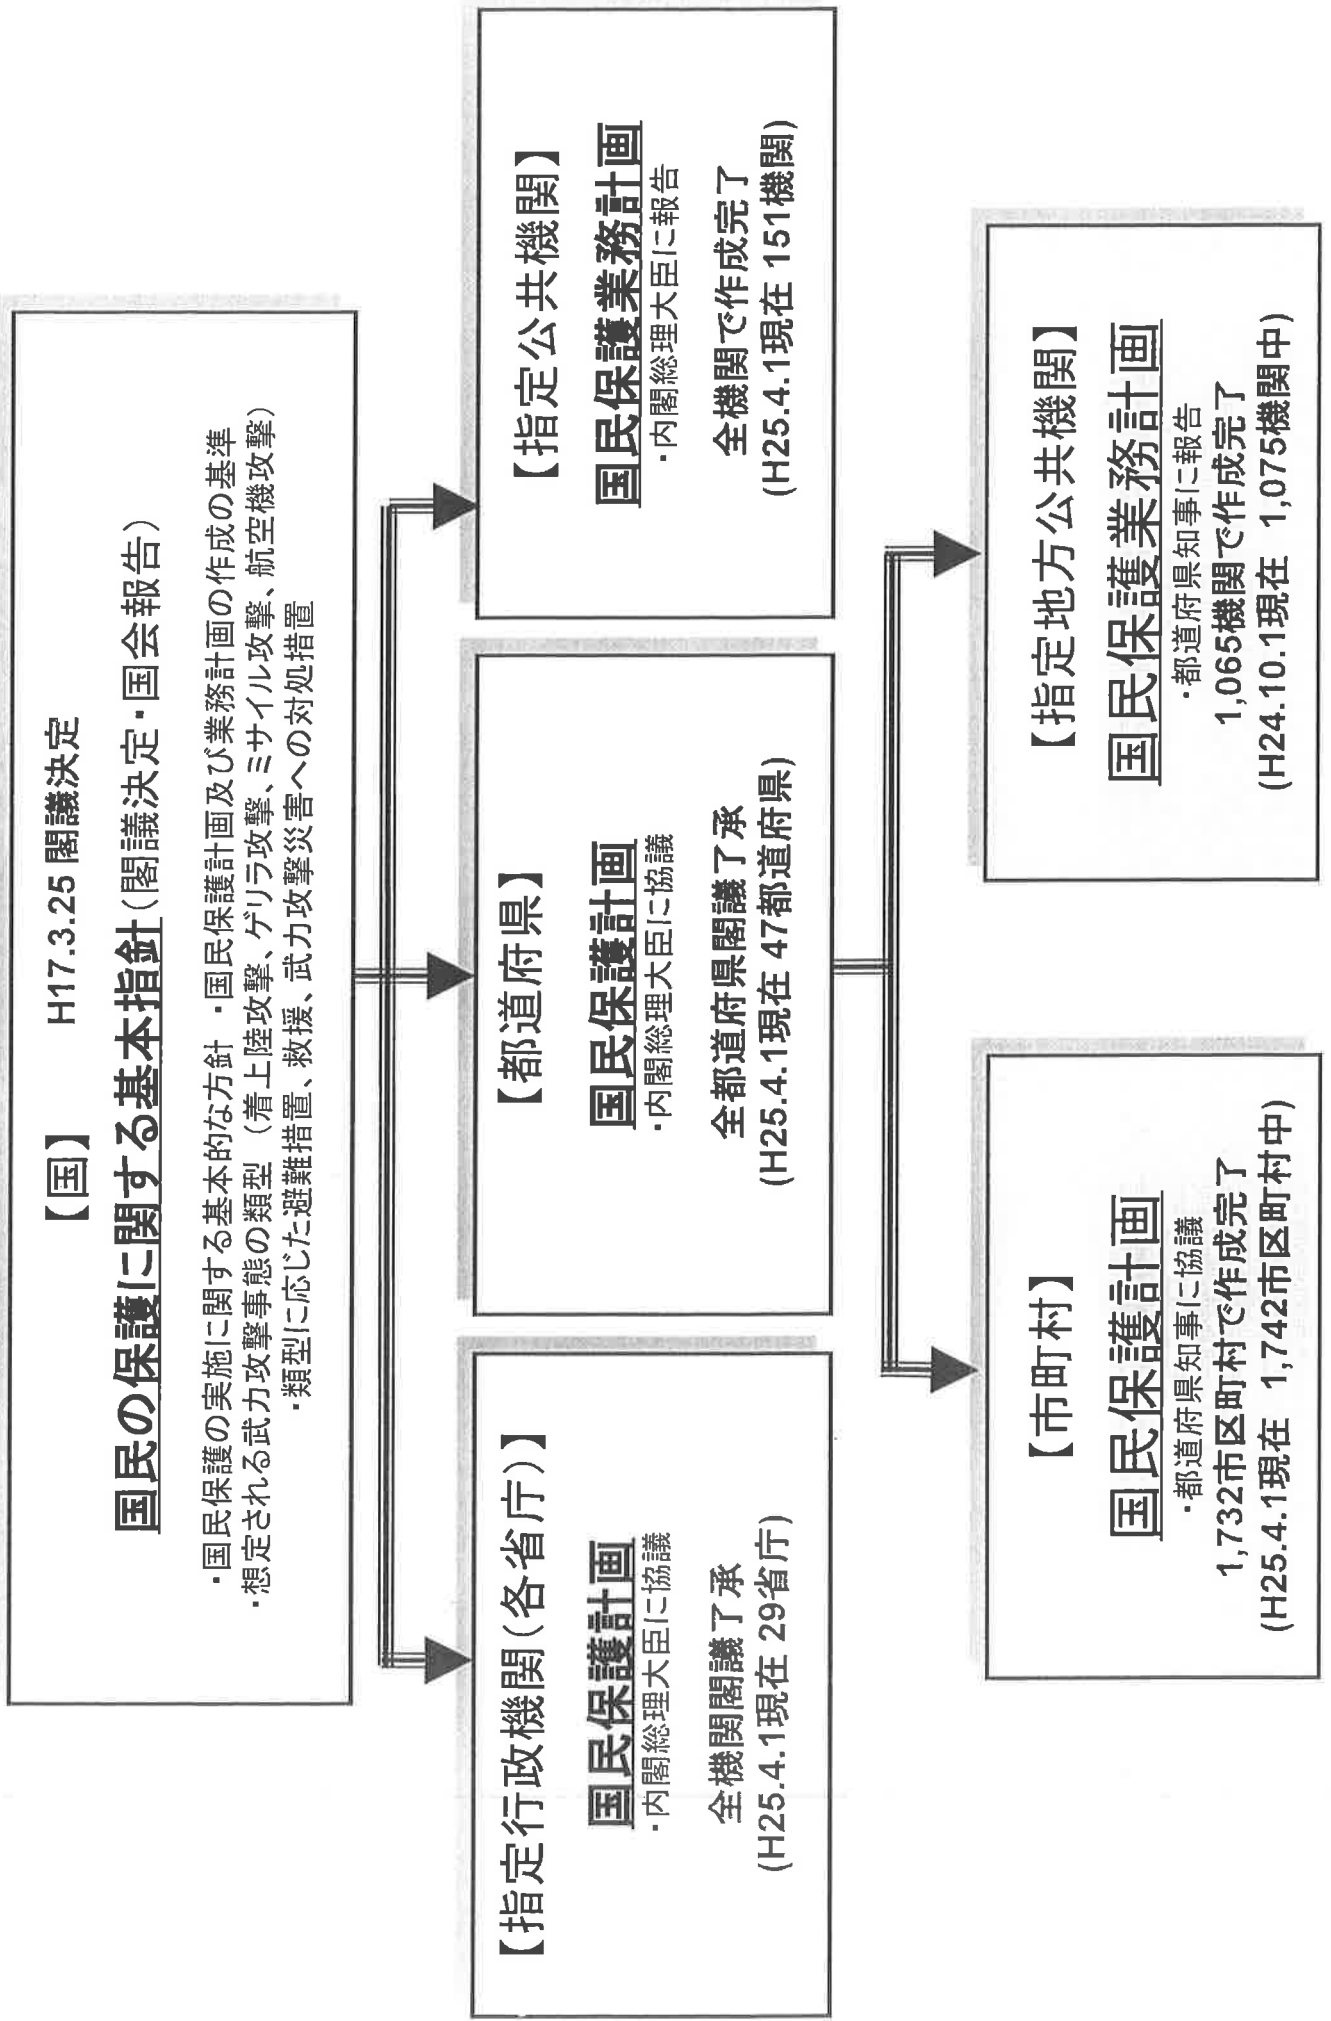 【国】 H17.3.25 閣議決定
国民の保護に関する基本指針(閣議決定・国会報告)
・国民保護の実施に関する基本的な方針 ・国民保護計画及び業務計画の作成の基準
・想定される武力攻撃事態の類型 (着上陸攻撃、ゲリラ攻撃、ミサイル攻撃、航空機攻撃)
・類型に応じた避難措置、救援、武力攻撃災害への対処措置
【指定行政機関(各省庁)】
国民保護計画
・内閣総理大臣に協議
全機関閣議了承
(H25.4.1現在 29省庁)
【都道府県】
国民保護計画
・内閣総理大臣に協議
全都道府県閣議了承
(H25.4.1現在 47都道府県)
【指定公共機関】
国民保護業務計画
・内閣総理大臣に報告
全機関で作成完了
(H25.4.1現在 151機関)
【市町村】
国民保護計画
・都道府県知事に協議
1,732市区町村で作成完了
(H25.4.1現在 1,742市区町村中)
【指定地方公共機関】
国民保護業務計画
・都道府県知事に報告
1,065機関で作成完了
(H24.10.1現在 1,075機関中)